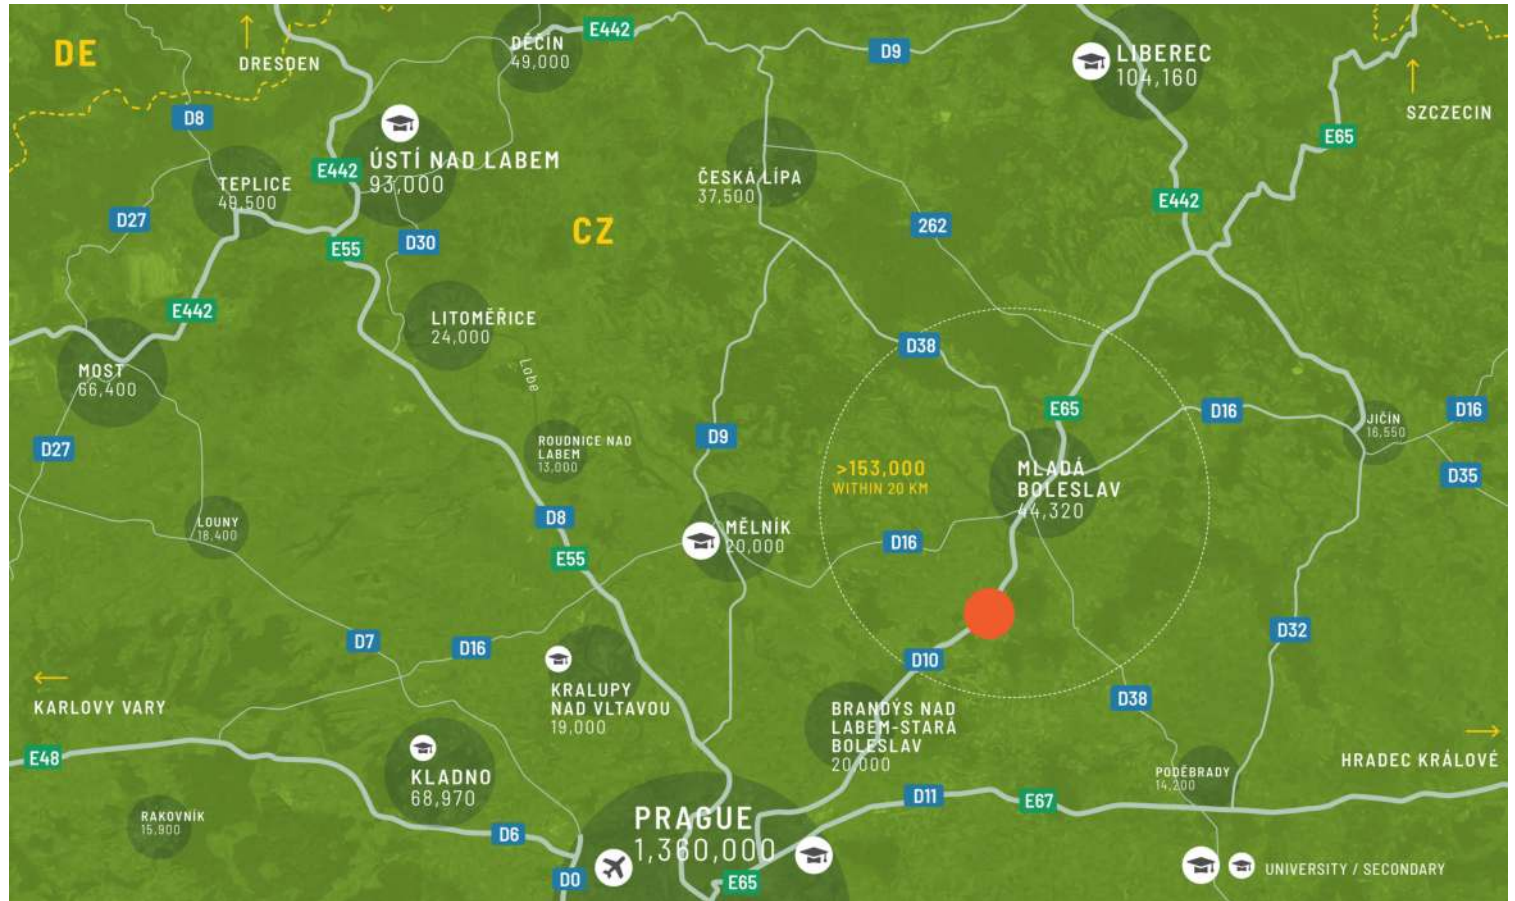 DE
DRESDEN
DĚČÍN
49,000
E442
D9
LIBEREC
104,160
SZCZECIN
E65
D8
ÚSTÍ NAD LABEM
93,000
E442
TEPLICE
49,500
D27
E55
D30
CZ
ČESKÁ LÍPA
37,500
262
E442
E442
LITOMĚŘICE
24,000
Labe
D38
MOST
66,400
E65
D16
JIČÍN
16,550
D16
D27
ROUDNICE NAD
LABEM
13,000
D9
>153,000
WITHIN 20 KM
MLADÁ
BOLESLAV
44,320
D35
LOUNY
18,400
D8
E55
MĚLNÍK
20,000
D16
D7
D16
D32
KRALUPY
NAD VLTAVOU
19,000
D10
D38
KARLOVY VARY
BRANDÝS NAD
LABEM-STARÁ
BOLESLAV
20,000
HRADEC KRÁLOVÉ
E48
KLADNO
68,970
PODĚBRADY
14,200
D11
E67
RAKOVNÍK
15,900
D6
PRAGUE
1,360,000
D0
E65
UNIVERSITY / SECONDARY